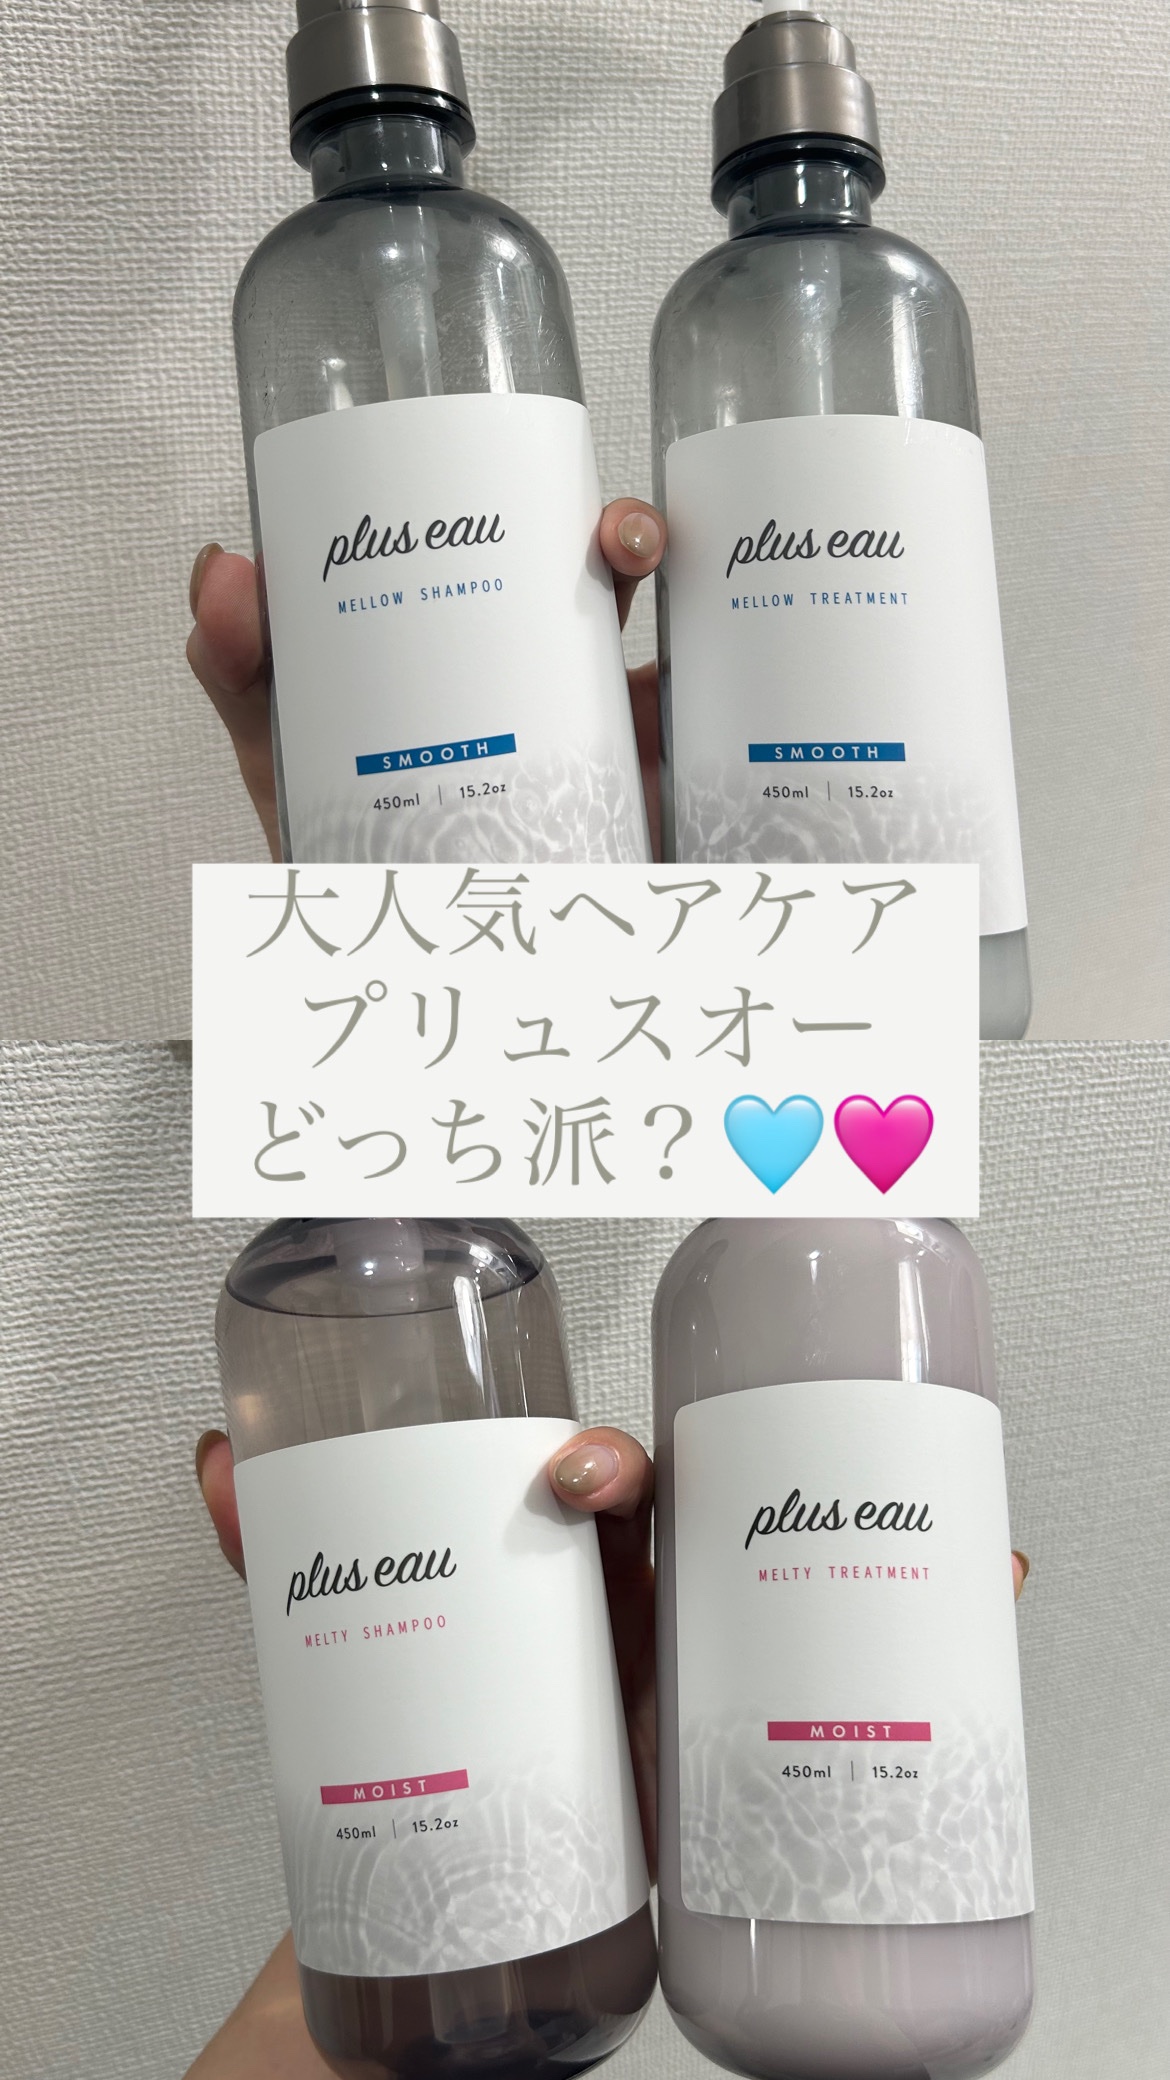 plus eau
MELLOW SHAMPOO
SMOOTH
450ml | 15.2oz
plus eau
MELLOW TREATMENT
SMOOTH
450ml | 15.2oz
大人気ヘアケア
プリュスオー
どっち派？🩵🩷
plus eau
MELTY SHAMPOO
MOIST
450ml | 15.2oz
plus eau
MELTY TREATMENT
MOIST
450ml | 15.2oz